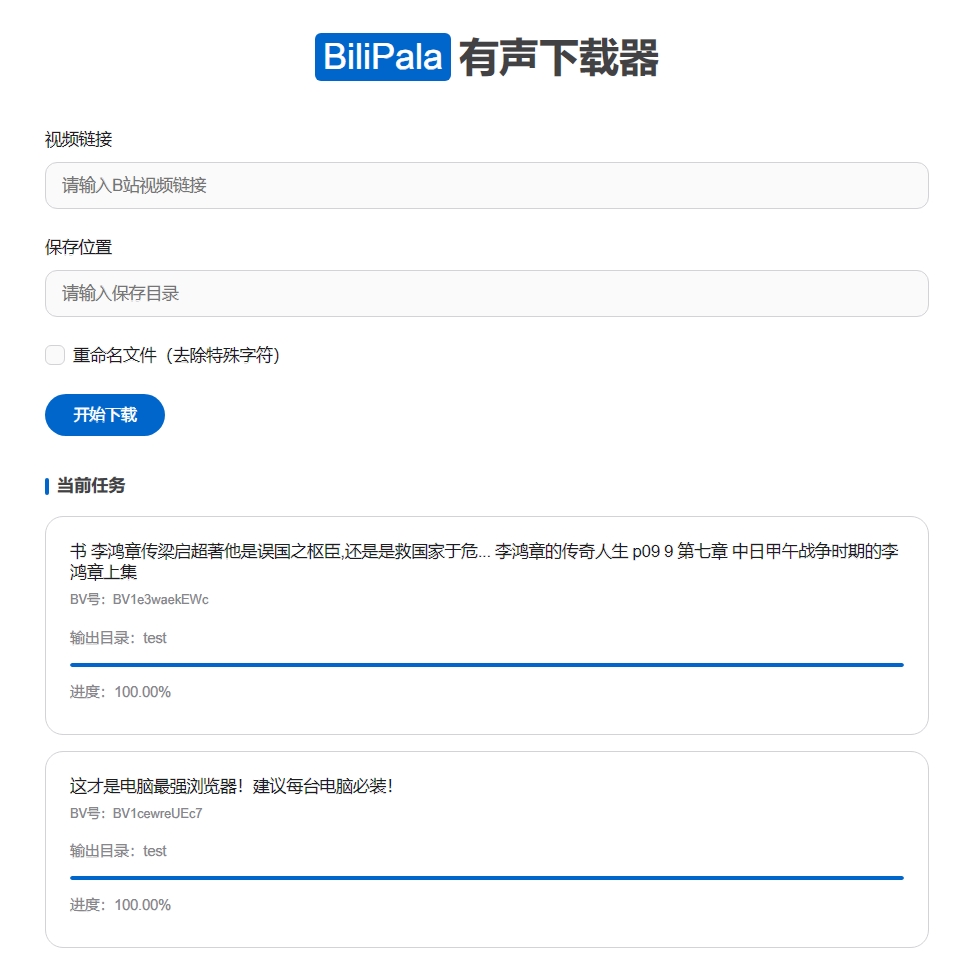 BiliPala 有声下载器
视频链接
请输入B站视频链接
保存位置
请输入保存目录
重命名文件（去除特殊字符）
开始下载
当前任务
书 李鸿章传梁启超著他是误国之枢臣,还是是救国家于危... 李鸿章的传奇人生 p09 9 第七章 中日甲午战争时期的李
鸿章上集
BV号：BV1e3waekEWc
输出目录：test
进度：100.00%
这才是电脑最强浏览器！建议每台电脑必装！
BV号：BV1cewreUEc7
输出目录：test
进度：100.00%